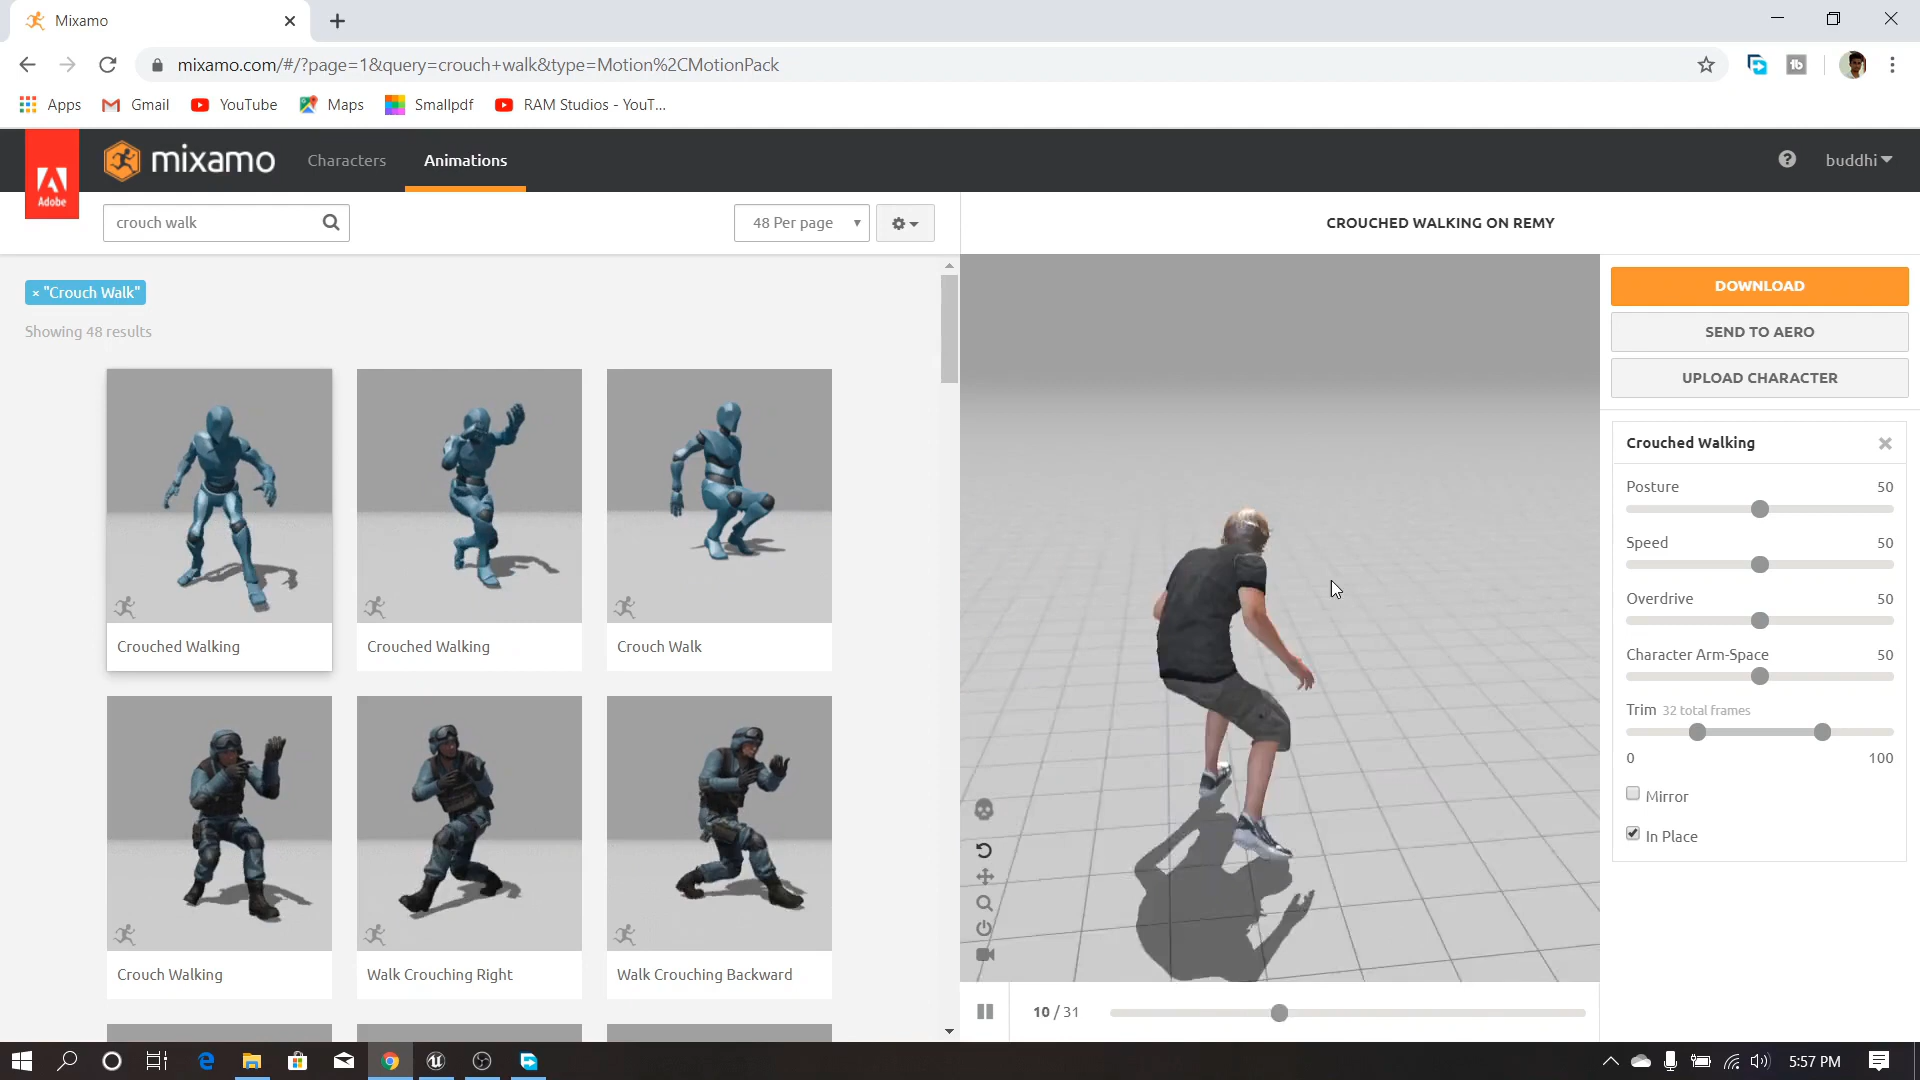 Mixamo
mixamo.com/#/?page=1&query=crouch+walk&type=Motion%2CMotionPack
Apps Gmail YouTube Maps Smallpdf RAM Studios - YouT...
Adobe
mixamo Characters Animations
buddhi
crouch walk
48 Per page
CROUCHED WALKING ON REMY
× "Crouch Walk"
Showing 48 results
DOWNLOAD
SEND TO AERO
UPLOAD CHARACTER
Crouched Walking
Posture 50
Speed 50
Overdrive 50
Character Arm-Space 50
Trim 32 total frames
0 100
Mirror
In Place
Crouched Walking Crouched Walking Crouch Walk
Crouch Walking Walk Crouching Right Walk Crouching Backward
10 / 31
5:57 PM